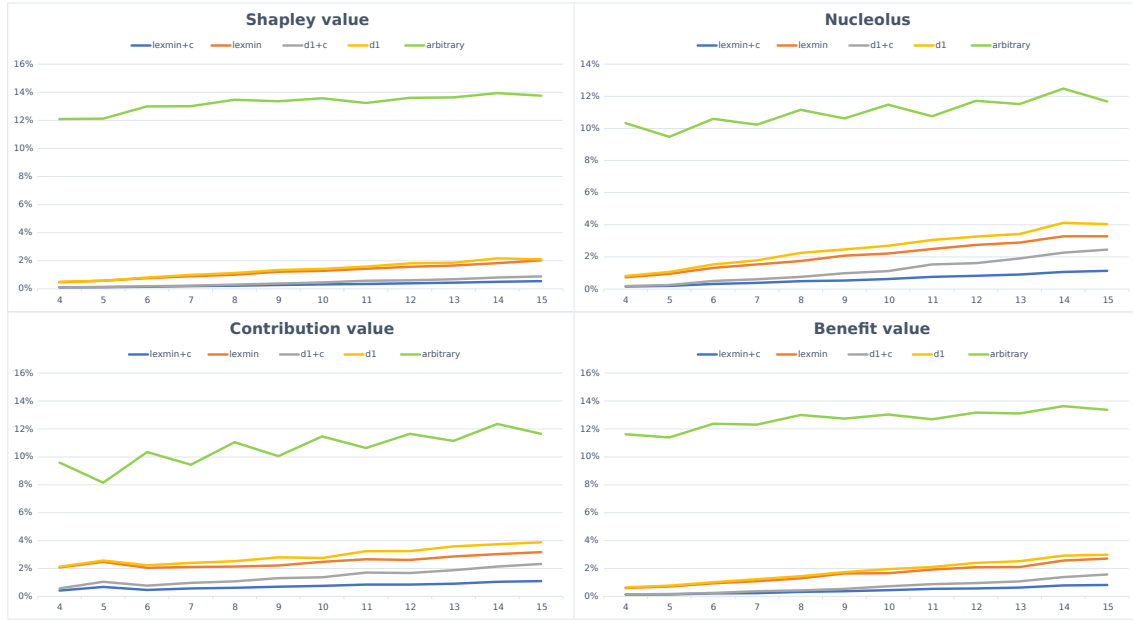 Shapley value
lexmin+c lexmin d1+c d1 arbitrary
16%
14%
12%
10%
8%
6%
4%
2%
0%
4 5 6 7 8 9 10 11 12 13 14 15
Nucleolus
lexmin+c lexmin d1+c d1 arbitrary
14%
12%
10%
8%
6%
4%
2%
0%
4 5 6 7 8 9 10 11 12 13 14 15
Contribution value
lexmin+c lexmin d1+c d1 arbitrary
16%
14%
12%
10%
8%
6%
4%
2%
0%
4 5 6 7 8 9 10 11 12 13 14 15
Benefit value
lexmin+c lexmin d1+c d1 arbitrary
16%
14%
12%
10%
8%
6%
4%
2%
0%
4 5 6 7 8 9 10 11 12 13 14 15